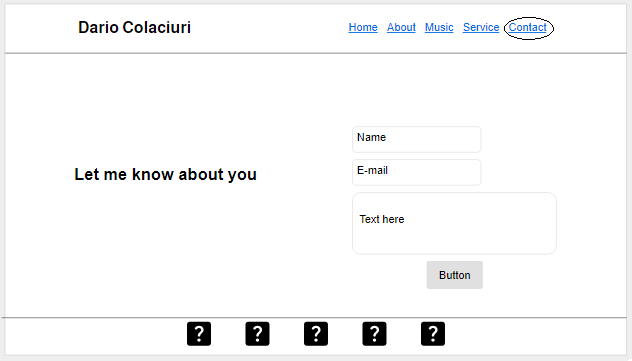 Dario Colaciuri
Home About Music Service Contact
Name
E-mail
Let me know about you
Text here
Button
? ? ? ? ?